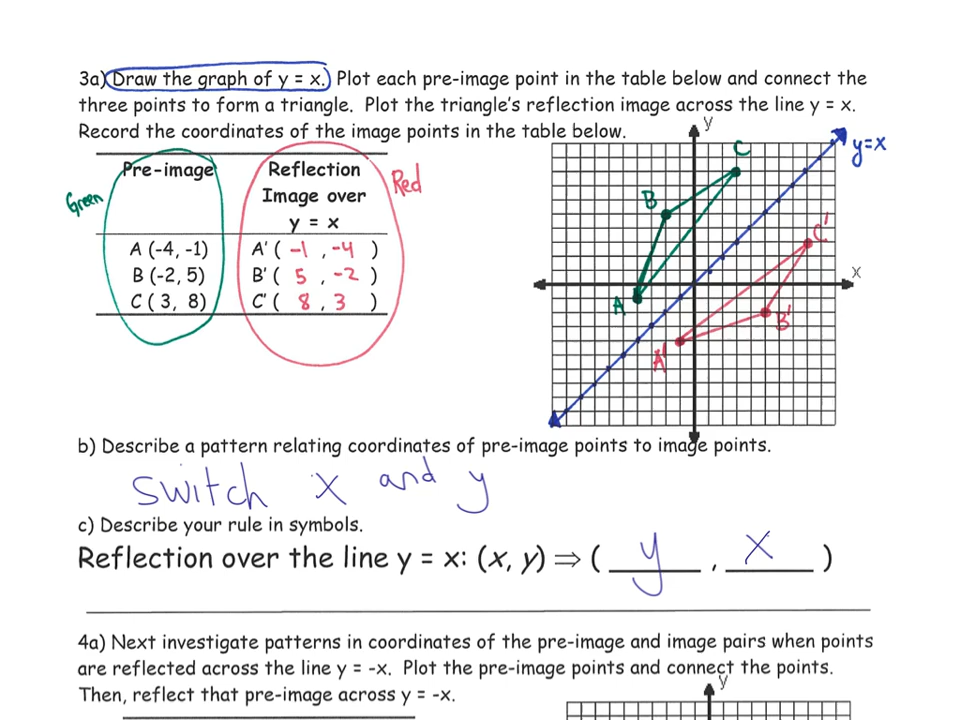 3a) Draw the graph of y = x. Plot each pre-image point in the table below and connect the
three points to form a triangle. Plot the triangle's reflection image across the line y = x.
Record the coordinates of the image points in the table below.
Pre-image
Reflection
Image over
y = x
Green
Red
A (-4, -1) A' ( -1 , -4 )
B (-2, 5) B' ( 5 , -2 )
C ( 3, 8) C' ( 8 , 3 )
y
y=x
C
B
C'
x
A
B'
A'
b) Describe a pattern relating coordinates of pre-image points to image points.
Switch x and y
c) Describe your rule in symbols.
Reflection over the line y = x: (x, y) ⇒ ( y , x )
4a) Next investigate patterns in coordinates of the pre-image and image pairs when points
are reflected across the line y = -x. Plot the pre-image points and connect the points.
Then, reflect that pre-image across y = -x.
y